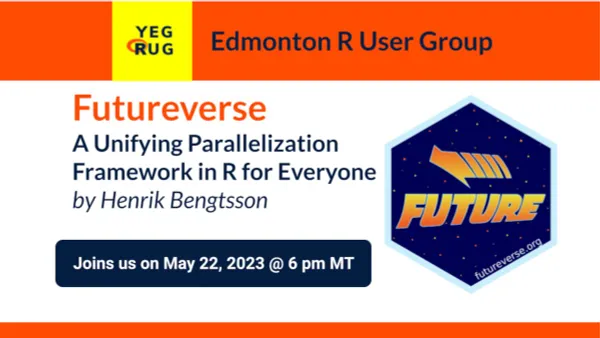 YEG
RUG
Edmonton R User Group
Futureverse
A Unifying Parallelization
Framework in R for Everyone
by Henrik Bengtsson
Joins us on May 22, 2023 @ 6 pm MT
FUTURE
futureverse.org